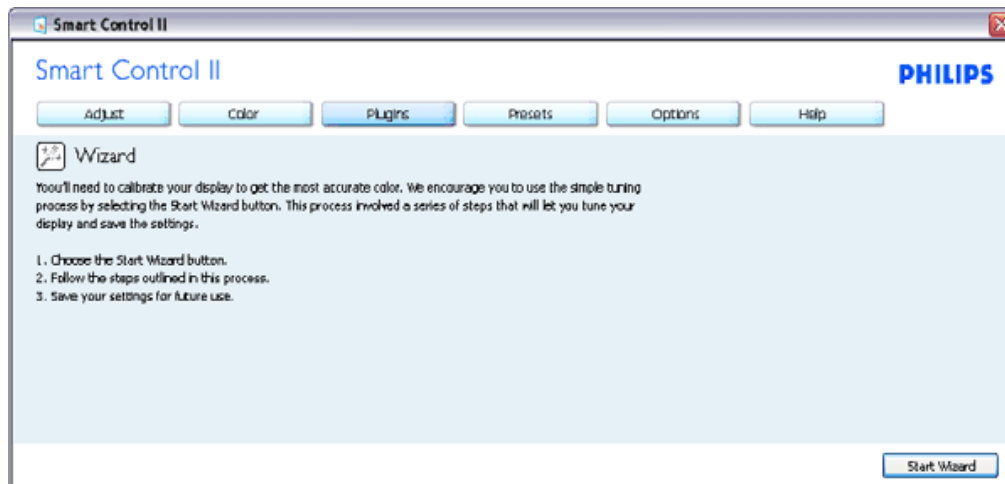 Smart Control II
Smart Control II
PHILIPS
Adjust
Color
Plugins
Presets
Options
Help
Wizard
Yoou'll need to calibrate your display to get the most accurate color. We encourage you to use the simple tuning
process by selecting the Start Wizard button. This process involved a series of steps that will let you tune your
display and save the settings.
1. Choose the Start Wizard button.
2. Follow the steps outlined in this process.
3. Save your settings for future use.
Start Wizard